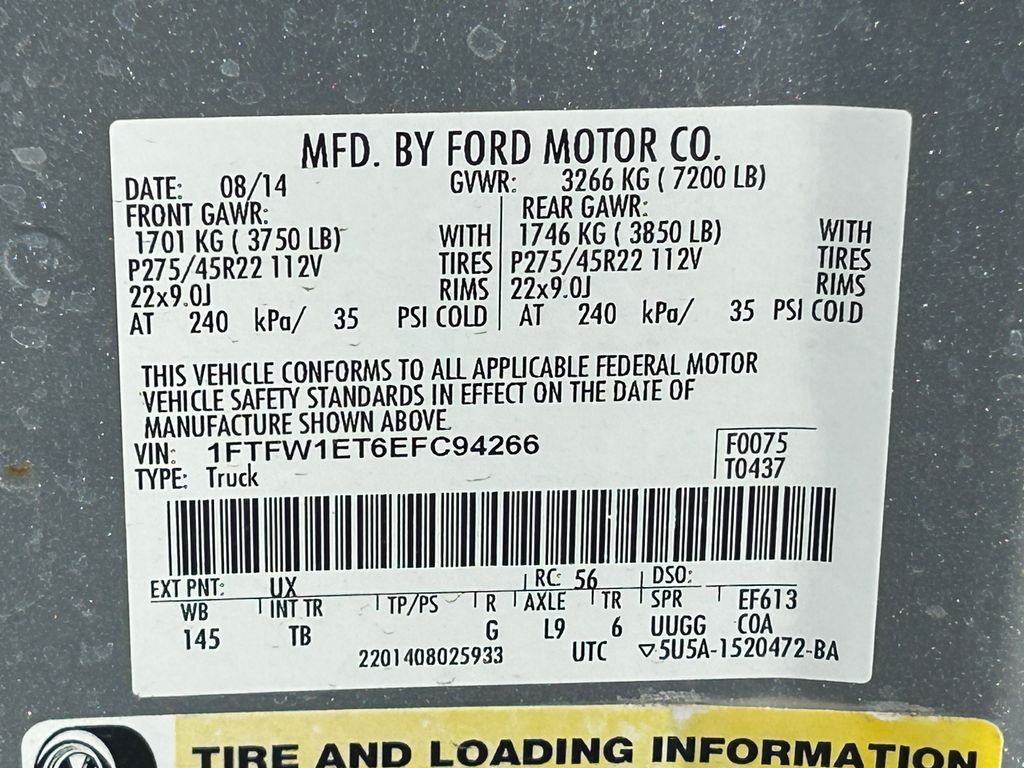 MFD. BY FORD MOTOR CO.
DATE: 08/14 GVWR: 3266 KG ( 7200 LB)
FRONT GAWR: REAR GAWR:
1701 KG ( 3750 LB) WITH 1746 KG ( 3850 LB) WITH
P275/45R22 112V TIRES P275/45R22 112V TIRES
22x9.0J RIMS 22x9.0J RIMS
AT 240 kPa/ 35 PSI COLD AT 240 kPa/ 35 PSI COLD
THIS VEHICLE CONFORMS TO ALL APPLICABLE FEDERAL MOTOR
VEHICLE SAFETY STANDARDS IN EFFECT ON THE DATE OF
MANUFACTURE SHOWN ABOVE.
VIN: 1FTFW1ET6EFC94266 F0075
TYPE: Truck T0437
EXT PNT: UX RC: 56 DSO:
WB INT TR TP/PS R AXLE TR SPR EF613
145 TB G L9 6 UUGG COA
2201408025933 UTC ▽5U5A-1520472-BA
TIRE AND LOADING INFORMATION